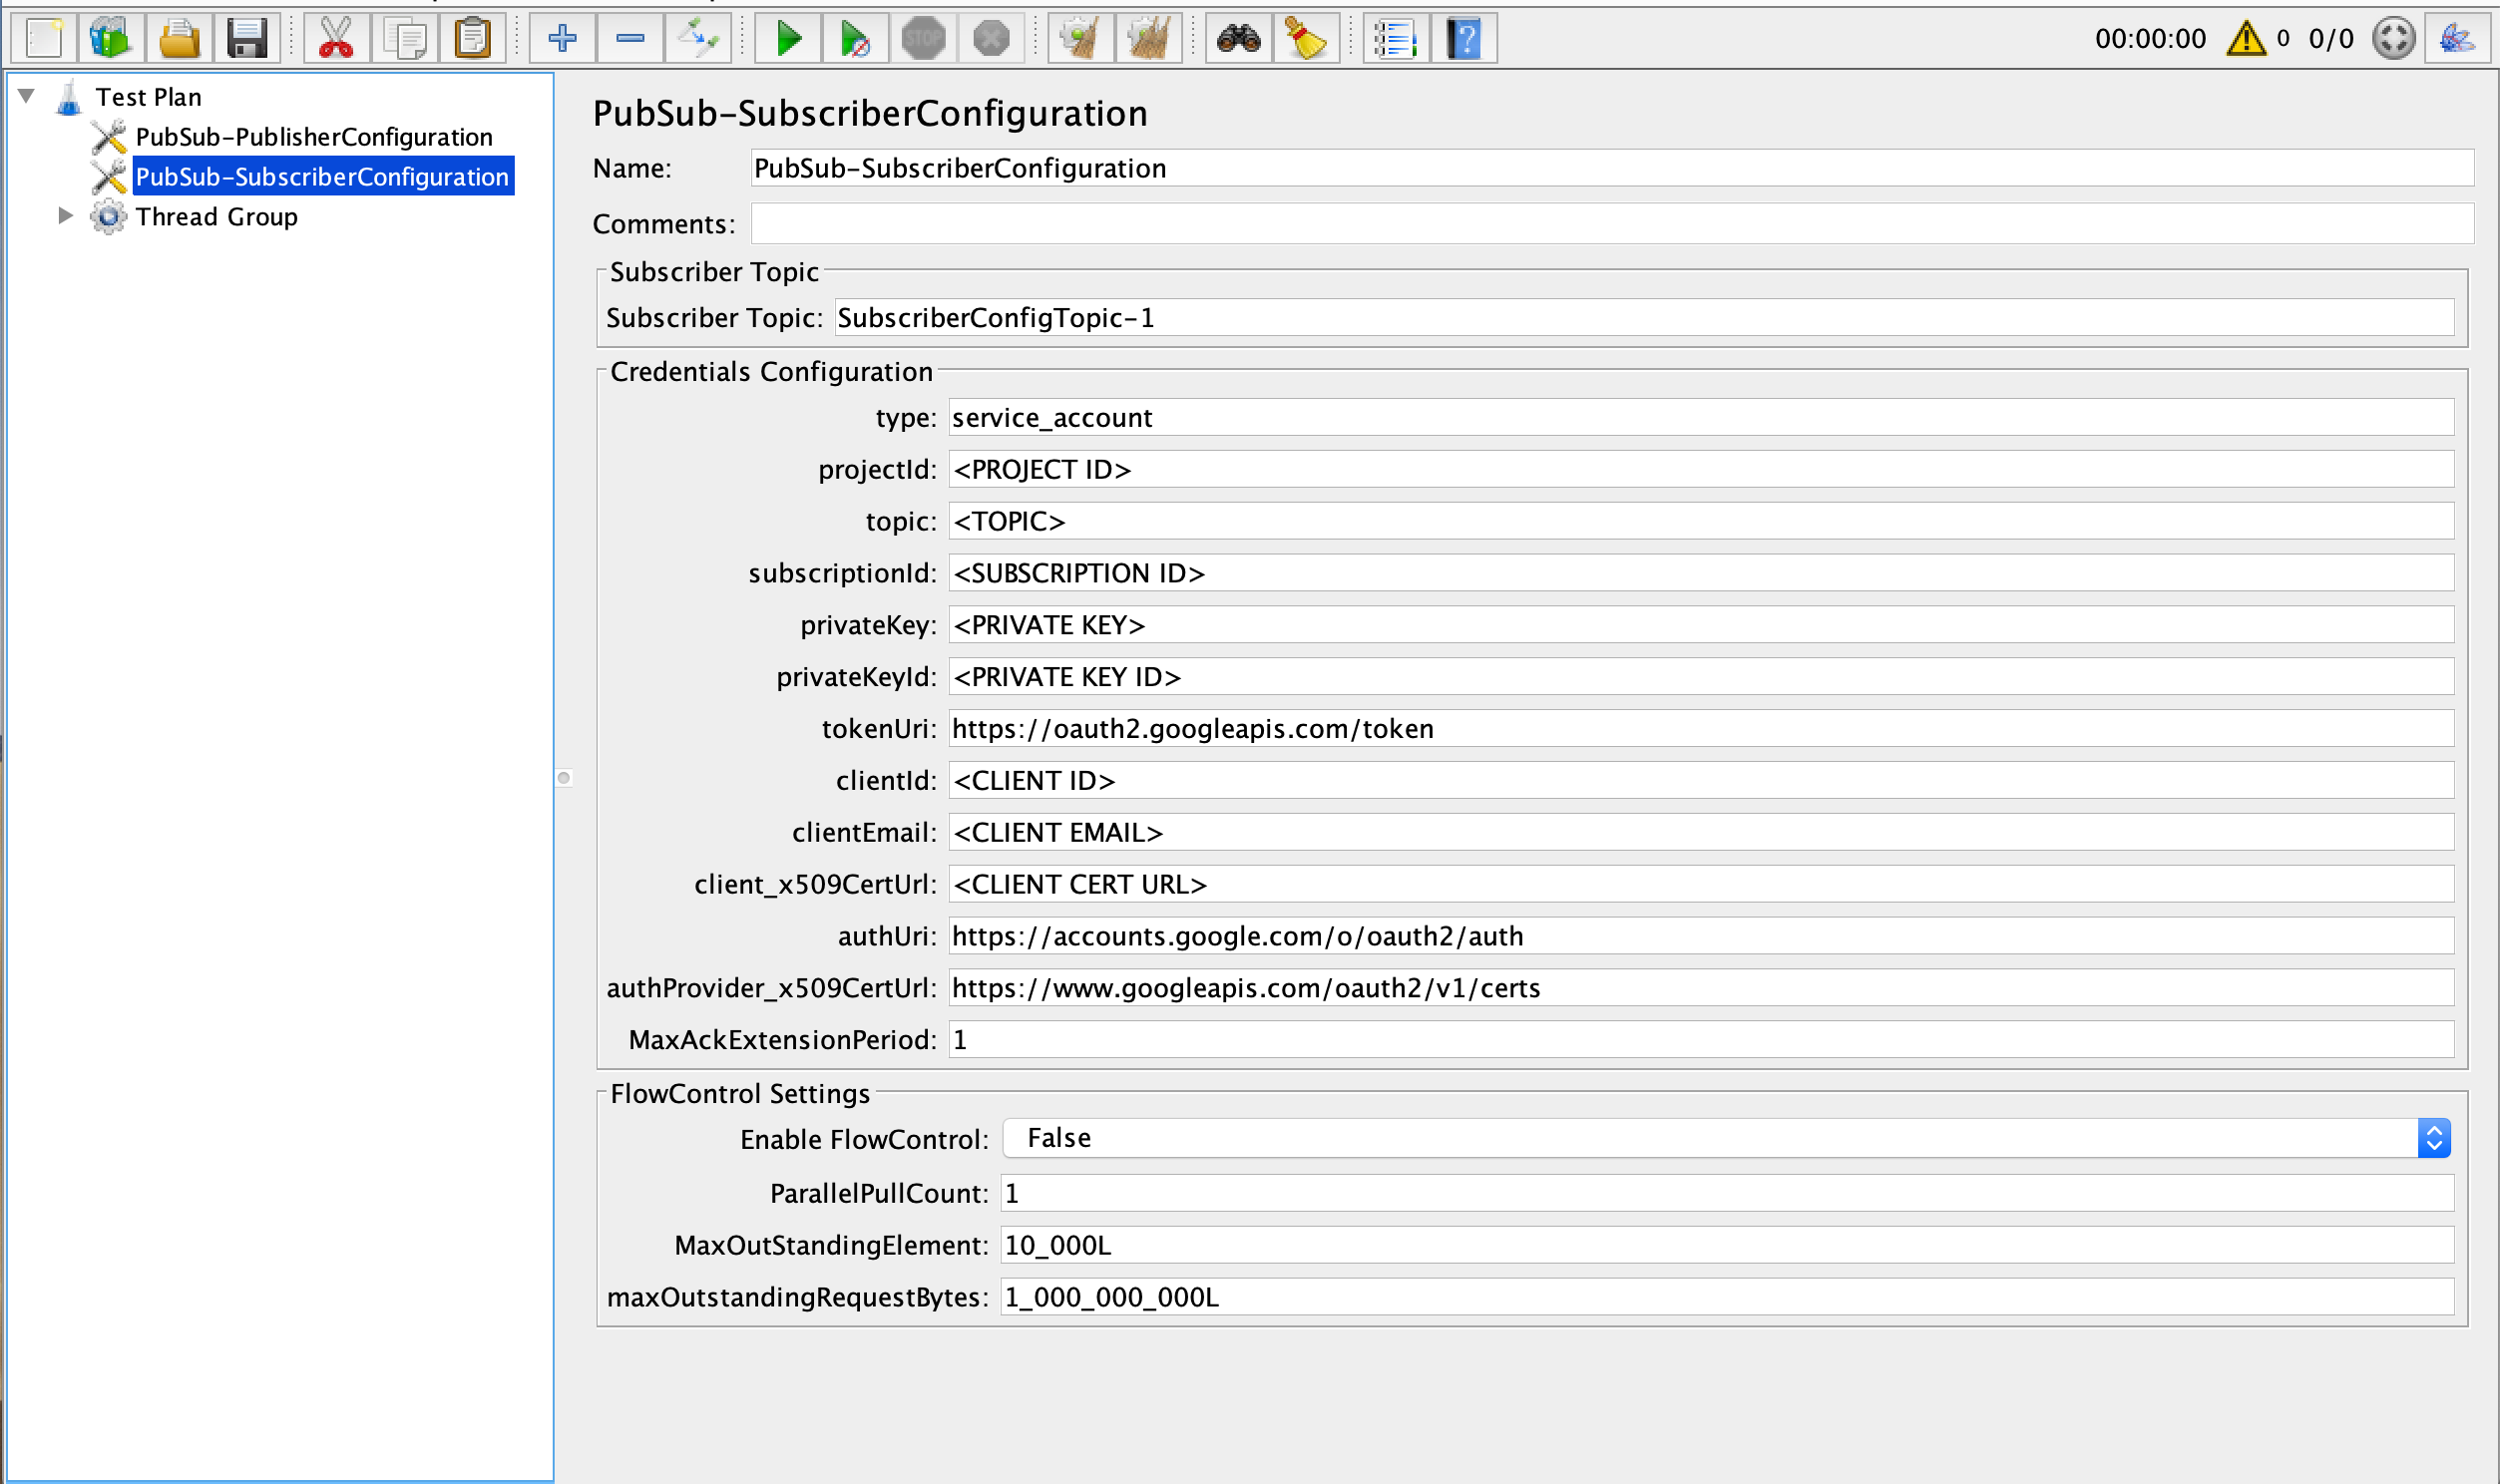 STOP
00:00:00
0
0/0
Test Plan
PubSub-PublisherConfiguration
PubSub-SubscriberConfiguration
Thread Group
PubSub-SubscriberConfiguration
Name: PubSub-SubscriberConfiguration
Comments:
Subscriber Topic
Subscriber Topic: SubscriberConfigTopic-1
Credentials Configuration
type: service_account
projectId: <PROJECT ID>
topic: <TOPIC>
subscriptionId: <SUBSCRIPTION ID>
privateKey: <PRIVATE KEY>
privateKeyId: <PRIVATE KEY ID>
tokenUri: https://oauth2.googleapis.com/token
clientId: <CLIENT ID>
clientEmail: <CLIENT EMAIL>
client_x509CertUrl: <CLIENT CERT URL>
authUri: https://accounts.google.com/o/oauth2/auth
authProvider_x509CertUrl: https://www.googleapis.com/oauth2/v1/certs
MaxAckExtensionPeriod: 1
FlowControl Settings
Enable FlowControl: False
ParallelPullCount: 1
MaxOutStandingElement: 10_000L
maxOutstandingRequestBytes: 1_000_000_000L